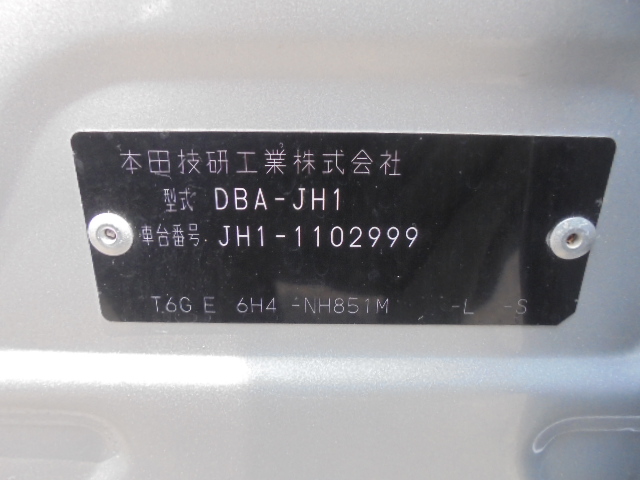 本田技研工業株式会社
型式 DBA-JH1
車台番号 JH1-1102999
T6G E 6H4 -NH851M -L -S